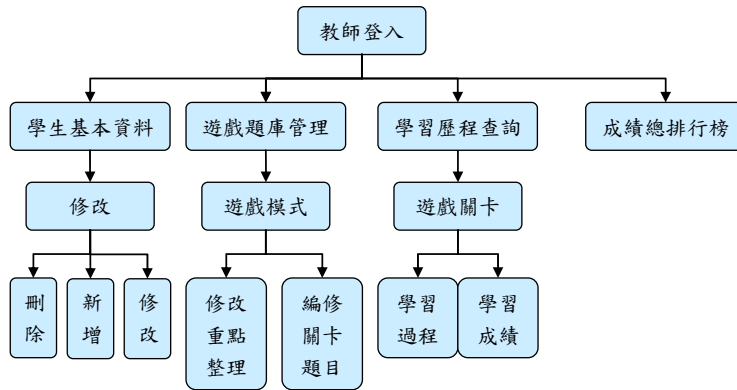 教師登入
學生基本資料
遊戲題庫管理
學習歷程查詢
成績總排行榜
修改
遊戲模式
遊戲關卡
刪
除
新
增
修
改
修改
重點
整理
編修
關卡
題目
學習
過程
學習
成績